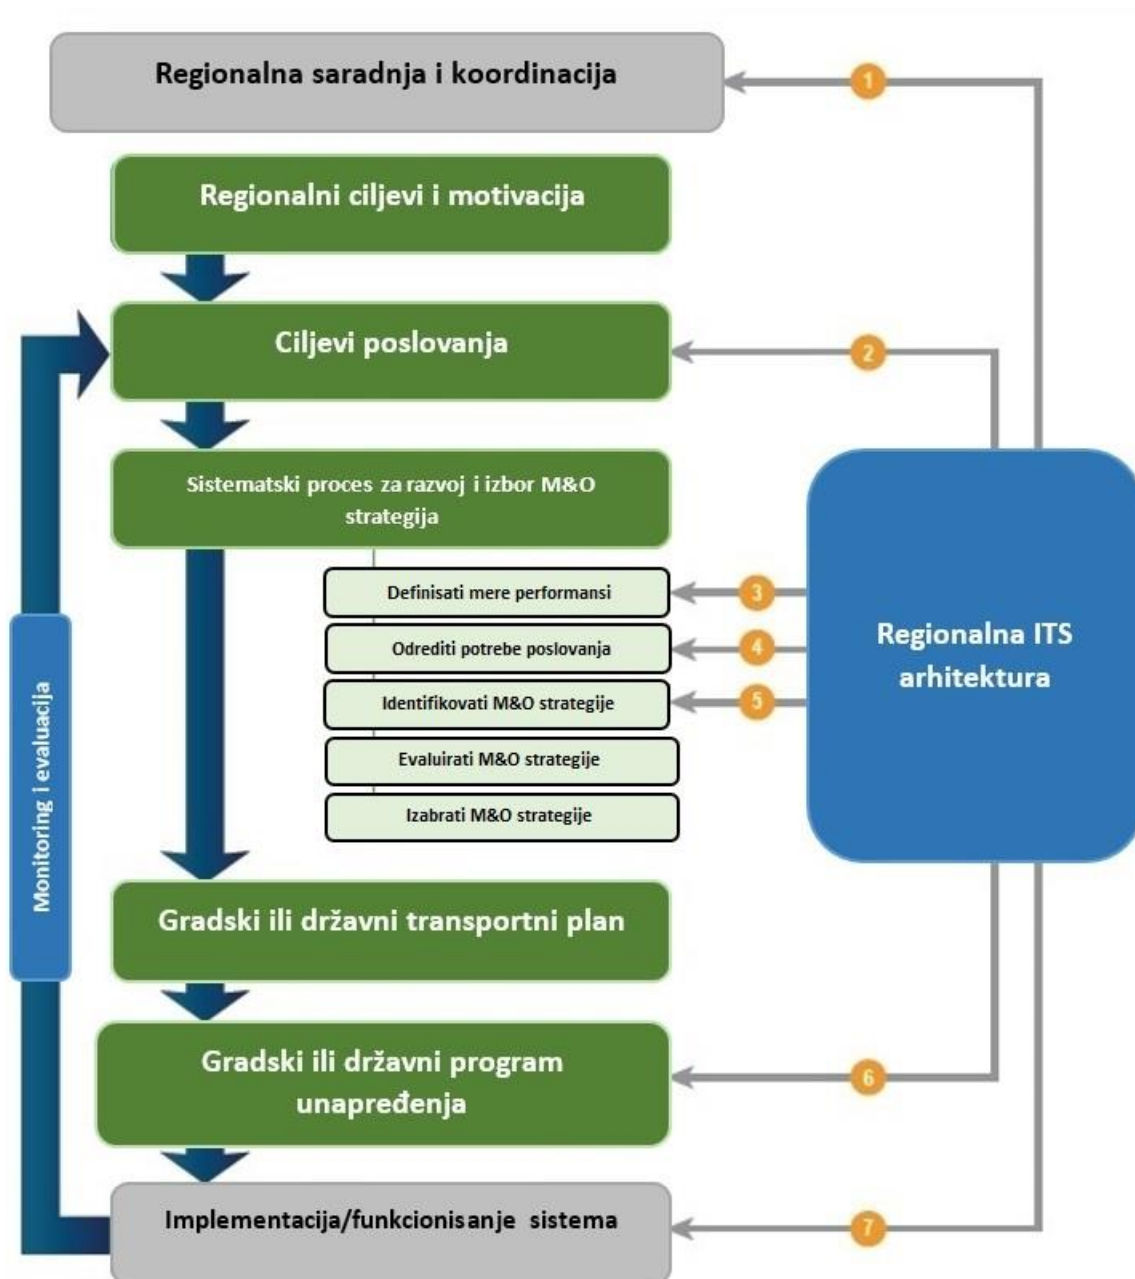 Regionalna saradnja i koordinacija
1
Regionalni ciljevi i motivacija
Ciljevi poslovanja
2
Sistematski proces za razvoj i izbor M&O
strategija
Definisati mere performansi
3
Odrediti potrebe poslovanja
4
Identifikovati M&O strategije
5
Evaluirati M&O strategije
Izabrati M&O strategije
Regionalna ITS
arhitektura
Monitoring i evaluacija
Gradski ili državni transportni plan
Gradski ili državni program
unapređenja
6
Implementacija/funkcionisanje sistema
7